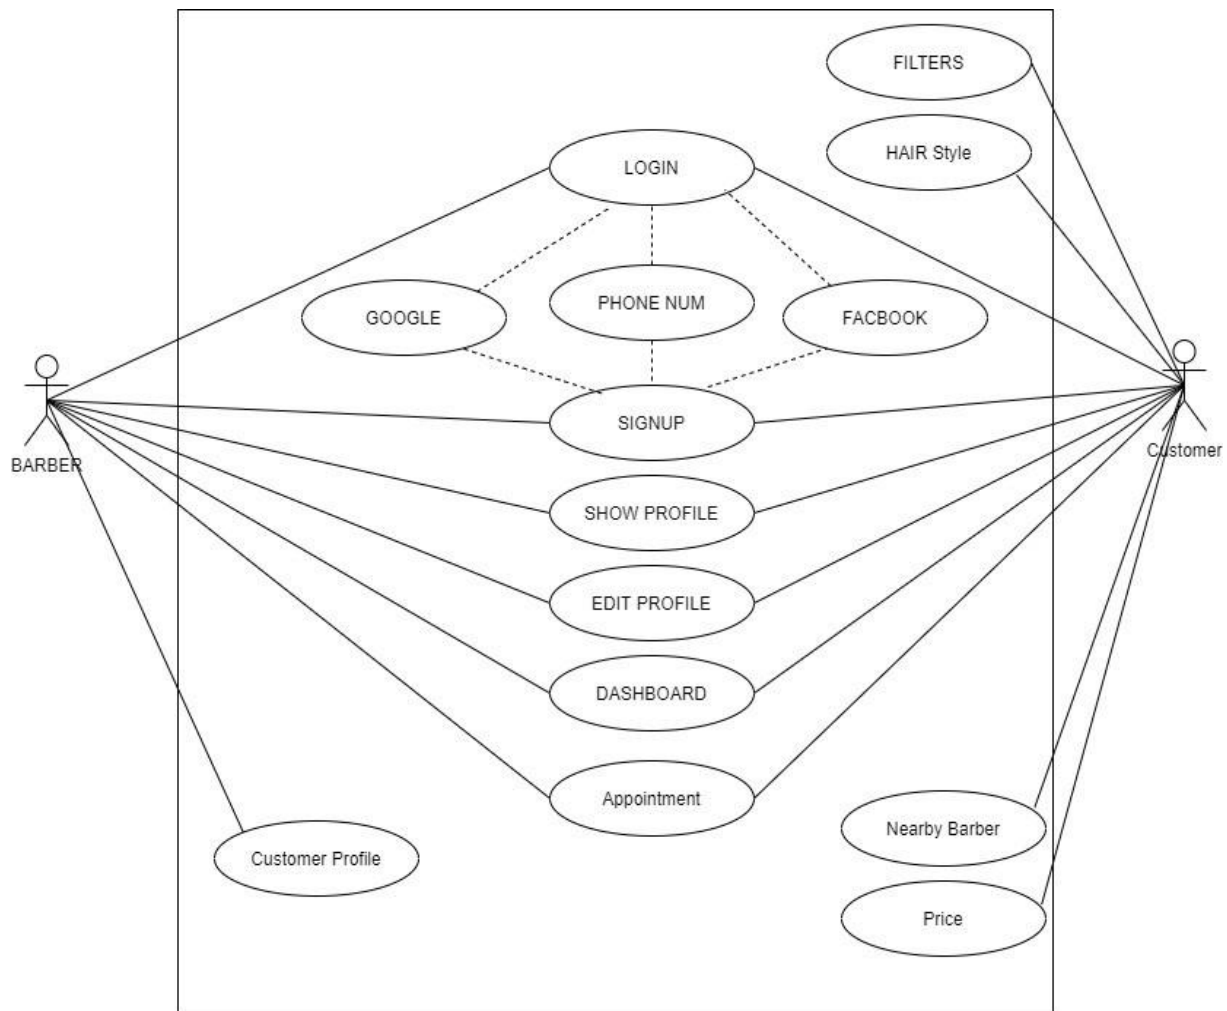 FILTERS
HAIR Style
LOGIN
GOOGLE
PHONE NUM
FACBOOK
SIGNUP
BARBER
Customer
SHOW PROFILE
EDIT PROFILE
DASHBOARD
Appointment
Nearby Barber
Customer Profile
Price